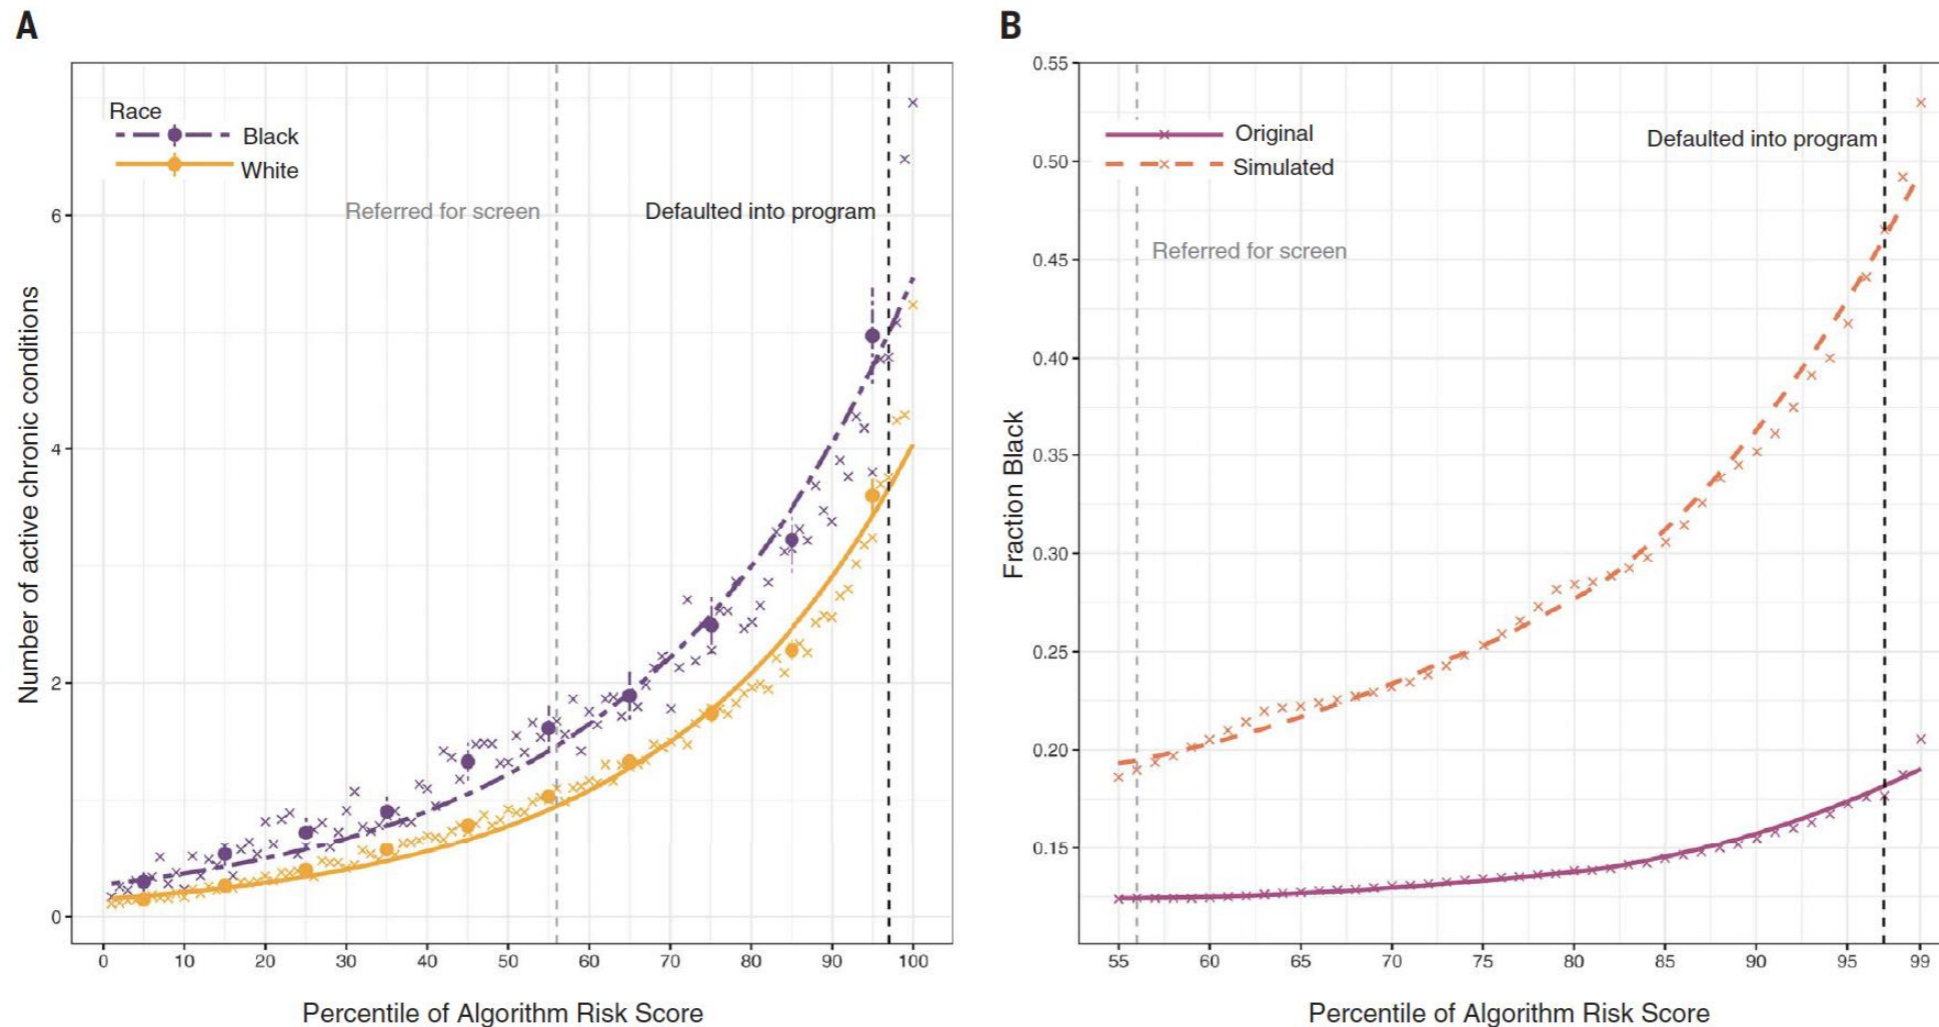 A
Race
Black
White
Referred for screen
Defaulted into program
6
4
2
0
Number of active chronic conditions
0 10 20 30 40 50 60 70 80 90 100
Percentile of Algorithm Risk Score
B
0.55
0.50
0.45
0.40
0.35
0.30
0.25
0.20
0.15
Fraction Black
Original
Simulated
Defaulted into program
Referred for screen
55 60 65 70 75 80 85 90 95 99
Percentile of Algorithm Risk Score